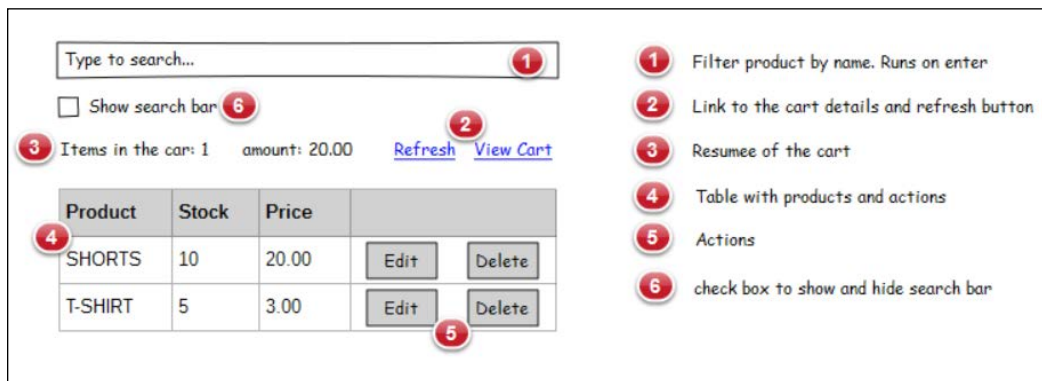 Type to search... 1
Show search bar 6
2
3 Items in the car: 1 amount: 20.00 Refresh View Cart
Product Stock Price
4
SHORTS 10 20.00 Edit Delete
T-SHIRT 5 3.00 Edit Delete
5
1 Filter product by name. Runs on enter
2 Link to the cart details and refresh button
3 Resumee of the cart
4 Table with products and actions
5 Actions
6 check box to show and hide search bar